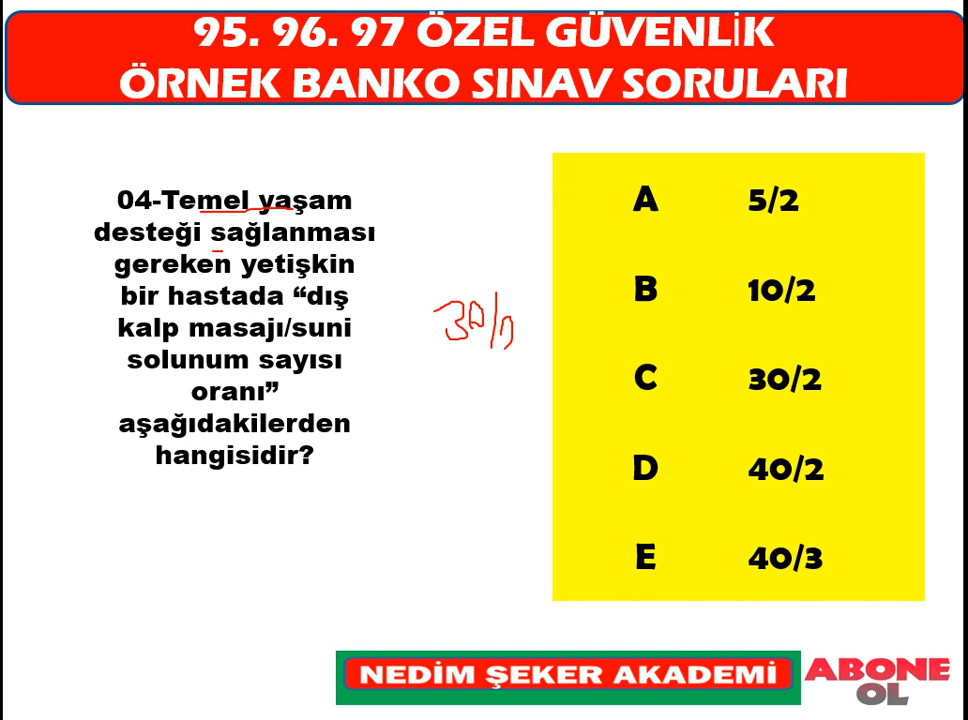 95. 96. 97 ÖZEL GÜVENLİK
ÖRNEK BANKO SINAV SORULARI
04-Temel yaşam
desteği sağlanması
gereken yetişkin
bir hastada “dış
kalp masajı/suni
solunum sayısı
oranı”
aşağıdakilerden
hangisidir?
A 5/2
B 10/2
C 30/2
D 40/2
E 40/3
NEDİM ŞEKER AKADEMİ
ABONE
OL